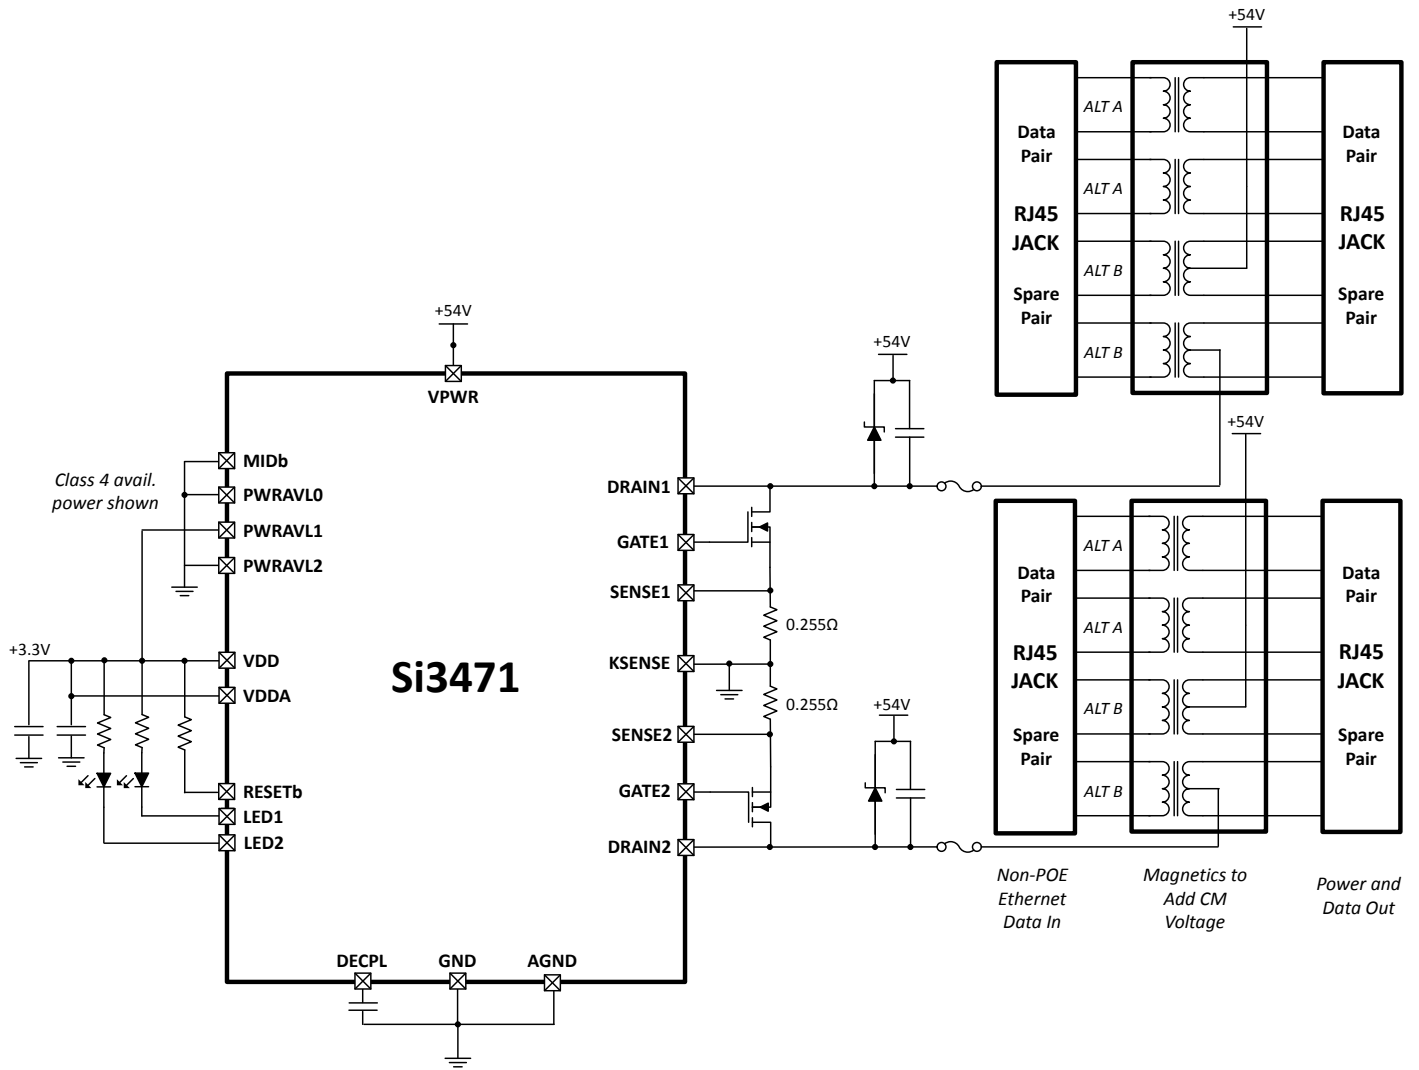 +54V
ALT A
Data
Pair
Data
Pair
ALT A
RJ45
JACK
RJ45
JACK
ALT B
Spare
Pair
Spare
Pair
ALT B
+54V
+54V
VPWR
+54V
Class 4 avail.
power shown
MIDb
PWRAVL0
PWRAVL1
PWRAVL2
DRAIN1
GATE1
SENSE1
0.255Ω
+3.3V
VDD
VDDA
Si3471
KSENSE
0.255Ω
SENSE2
+54V
RESETb
LED1
LED2
GATE2
DRAIN2
ALT A
Data
Pair
Data
Pair
ALT A
RJ45
JACK
RJ45
JACK
ALT B
Spare
Pair
Spare
Pair
ALT B
Non-POE
Ethernet
Data In
Magnetics to
Add CM
Voltage
Power and
Data Out
DECPL
GND
AGND